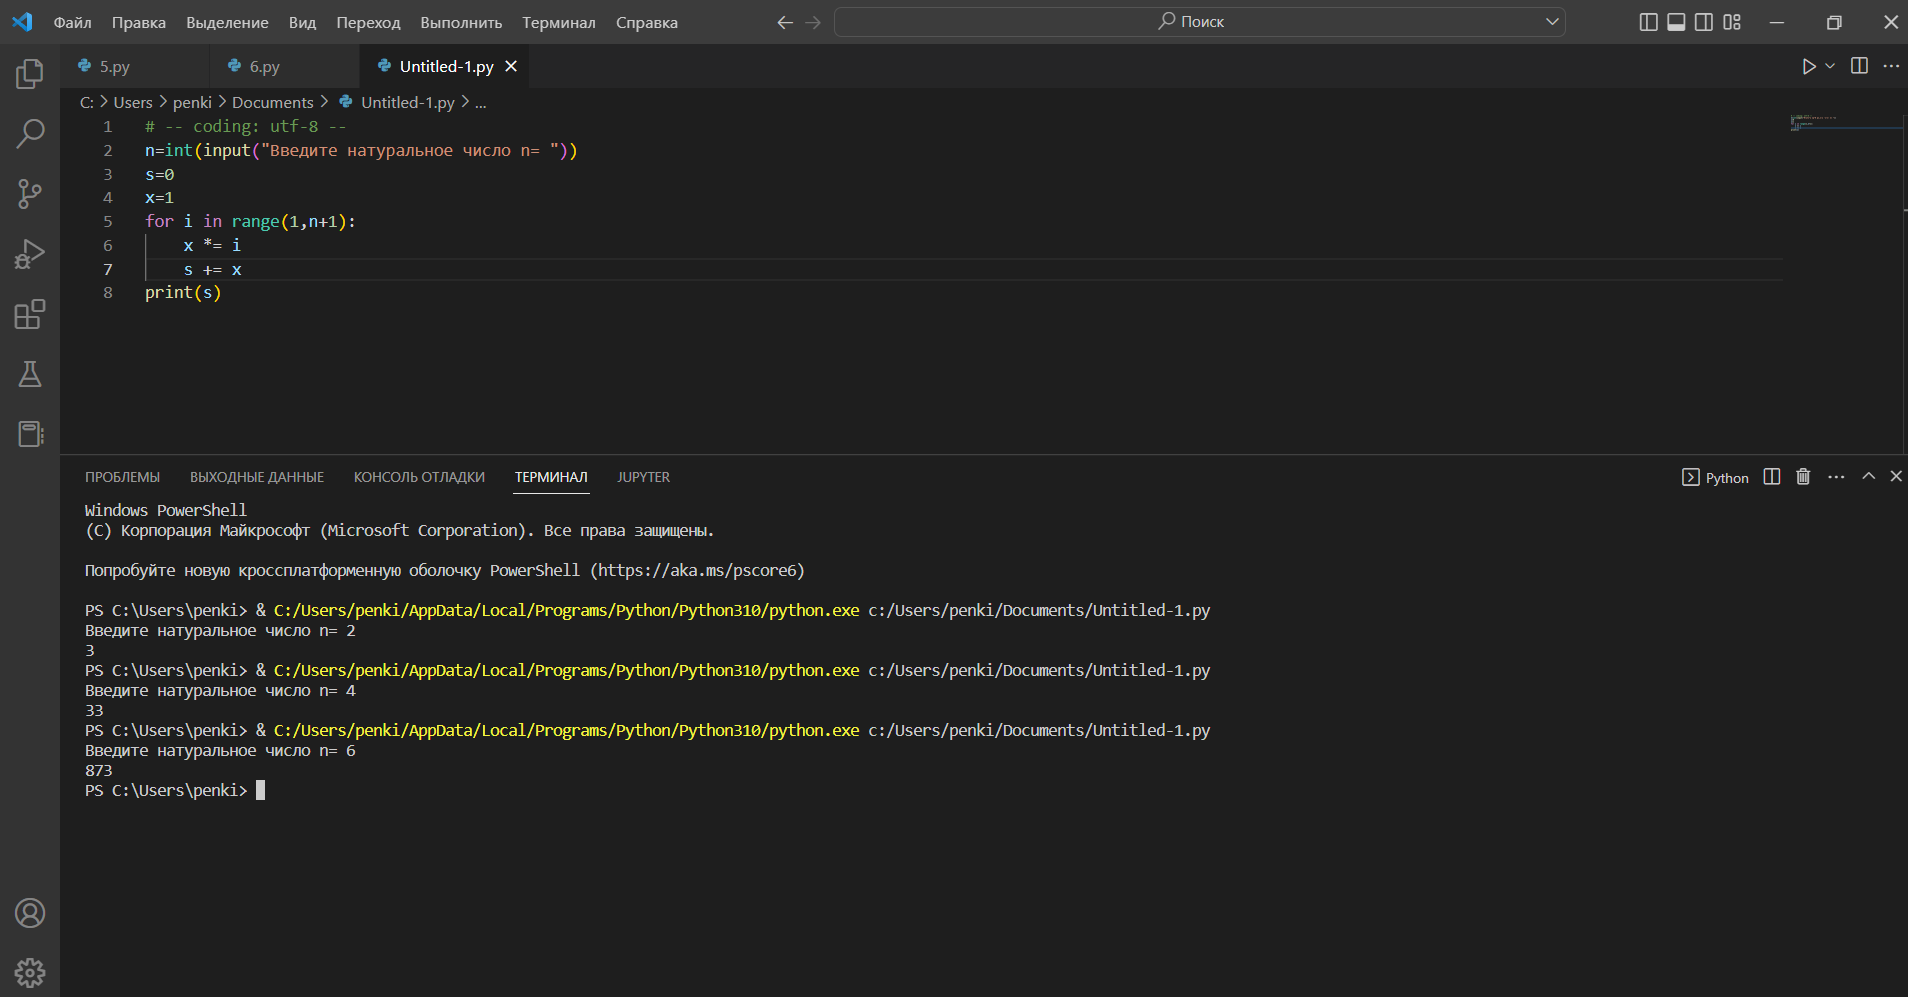 Файл Правка Выделение Вид Переход Выполнить Терминал Справка Поиск
5.py 6.py Untitled-1.py
C: > Users > penki > Documents > Untitled-1.py > ...
1 # -- coding: utf-8 --
2 n=int(input("Введите натуральное число n= "))
3 s=0
4 x=1
5 for i in range(1,n+1):
6 x *= i
7 s += x
8 print(s)
ПРОБЛЕМЫ ВЫХОДНЫЕ ДАННЫЕ КОНСОЛЬ ОТЛАДКИ ТЕРМИНАЛ JUPYTER Python
Windows PowerShell
(C) Корпорация Майкрософт (Microsoft Corporation). Все права защищены.
Попробуйте новую кроссплатформенную оболочку PowerShell (https://aka.ms/pscore6)
PS C:\Users\penki> & C:/Users/penki/AppData/Local/Programs/Python/Python310/python.exe c:/Users/penki/Documents/Untitled-1.py
Введите натуральное число n= 2
3
PS C:\Users\penki> & C:/Users/penki/AppData/Local/Programs/Python/Python310/python.exe c:/Users/penki/Documents/Untitled-1.py
Введите натуральное число n= 4
33
PS C:\Users\penki> & C:/Users/penki/AppData/Local/Programs/Python/Python310/python.exe c:/Users/penki/Documents/Untitled-1.py
Введите натуральное число n= 6
873
PS C:\Users\penki>